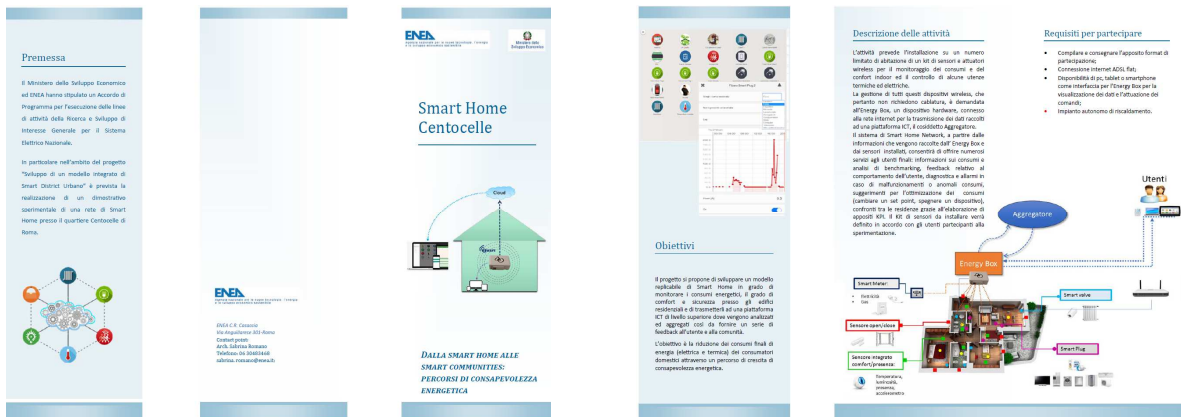 Premessa
Il Ministero dello Sviluppo Economico
ed ENEA hanno stipulato un Accordo di
Programma per l'esecuzione delle linee
di attività della Ricerca e Sviluppo di
Interesse Generale per il Sistema
Elettrico Nazionale.
In particolare nell'ambito del progetto
"Sviluppo di un modello integrato di
Smart District Urbano" è prevista la
realizzazione di un dimostrativo
sperimentale di una rete di Smart
Home presso il quartiere Centocelle di
Roma.
ENEA
ENEA C.R. Casaccia
Via Anguillarese 301-Roma
Contact point:
Arch. Sabrina Romano
Telefono: 06 30483468
sabrina.romano@enea.it
ENEA
Ministero dello
Sviluppo Economico
Smart Home
Centocelle
Cloud
DALLA SMART HOME ALLE
SMART COMMUNITIES:
PERCORSI DI CONSAPEVOLEZZA
ENERGETICA
Obiettivi
Il progetto si propone di sviluppare un modello
replicabile di Smart Home in grado di
monitorare i consumi energetici, il grado di
comfort e sicurezza presso gli edifici
residenziali e di trasmetterli ad una piattaforma
ICT di livello superiore dove vengono analizzati
ed aggregati così da fornire un serie di
feedback all'utente e alla comunità.
L'obiettivo è la riduzione dei consumi finali di
energia (elettrica e termica) dei consumatori
domestici attraverso un percorso di crescita di
consapevolezza energetica.
Descrizione delle attività
L'attività prevede l'installazione su un numero
limitato di abitazione di un kit di sensori e attuatori
wireless per il monitoraggio dei consumi e del
confort indoor ed il controllo di alcune utenze
termiche ed elettriche.
La gestione di tutti questi dispositivi wireless, che
pertanto non richiedono cablatura, è demandata
all'Energy Box, un dispositivo hardware, connesso
alla rete internet per la trasmissione dei dati raccolti
ad una piattaforma ICT, il cosiddetto Aggregatore.
Il sistema di Smart Home Network, a partire dalle
informazioni che vengono raccolte dall' Energy Box e
dai sensori installati, consentirà di offrire numerosi
servizi agli utenti finali: informazioni sui consumi e
analisi di benchmarking, feedback relativo al
comportamento dell'utente, diagnostica e allarmi in
caso di malfunzionamenti o anomali consumi,
suggerimenti per l'ottimizzazione dei consumi
(cambiare un set point, spegnere un dispositivo),
confronti tra le residenze grazie all'elaborazione di
appositi KPI. Il Kit di sensori da installare verrà
definito in accordo con gli utenti partecipanti alla
sperimentazione.
Requisiti per partecipare
• Compilare e consegnare l'apposito format di
partecipazione;
• Connessione internet ADSL flat;
• Disponibilità di pc, tablet o smartphone
come interfaccia per l'Energy Box per la
visualizzazione dei dati e l'attuazione dei
comandi;
• Impianto autonomo di riscaldamento.
Utenti
Aggregatore
Energy Box
Smart Meter:
• Elettricità
• Gas
Smart valve
Sensore open/close
Smart Plug
Sensore integrato
comfort/presenza:
Temperatura,
luminosità,
presenza,
accelerometro